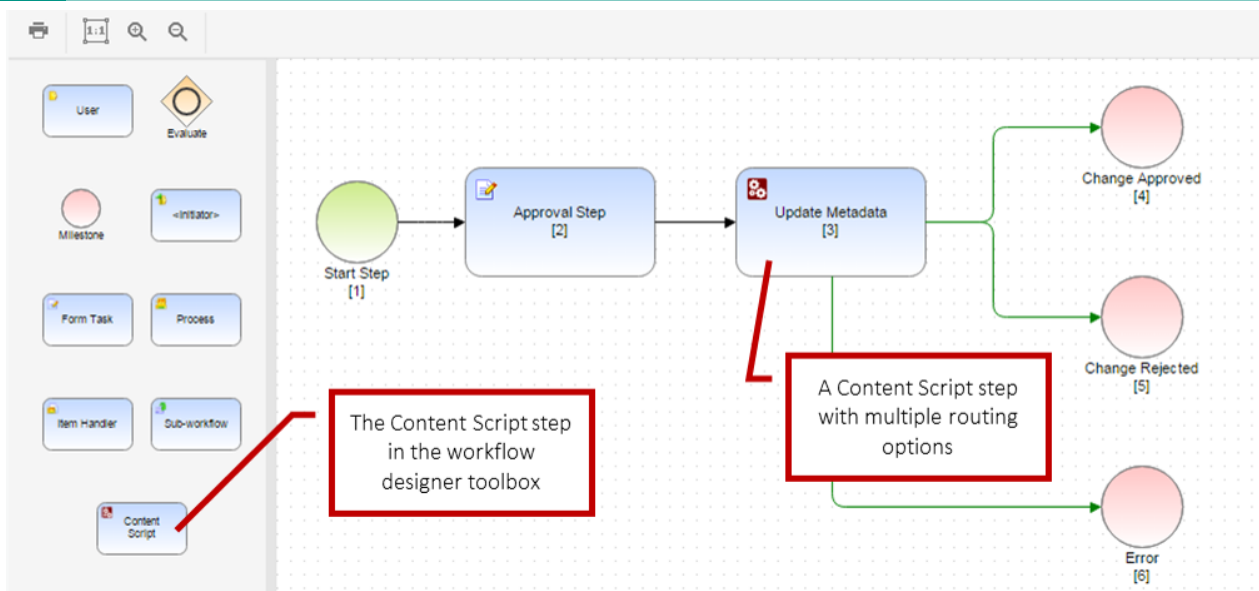 1:1
User
Evaluate
Milestone
<Initiator>
Form Task
Process
Item Handler
Sub-workflow
Content
Script
Start Step
[1]
Approval Step
[2]
Update Metadata
[3]
Change Approved
[4]
Change Rejected
[5]
Error
[6]
The Content Script step
in the workflow
designer toolbox
A Content Script step
with multiple routing
options